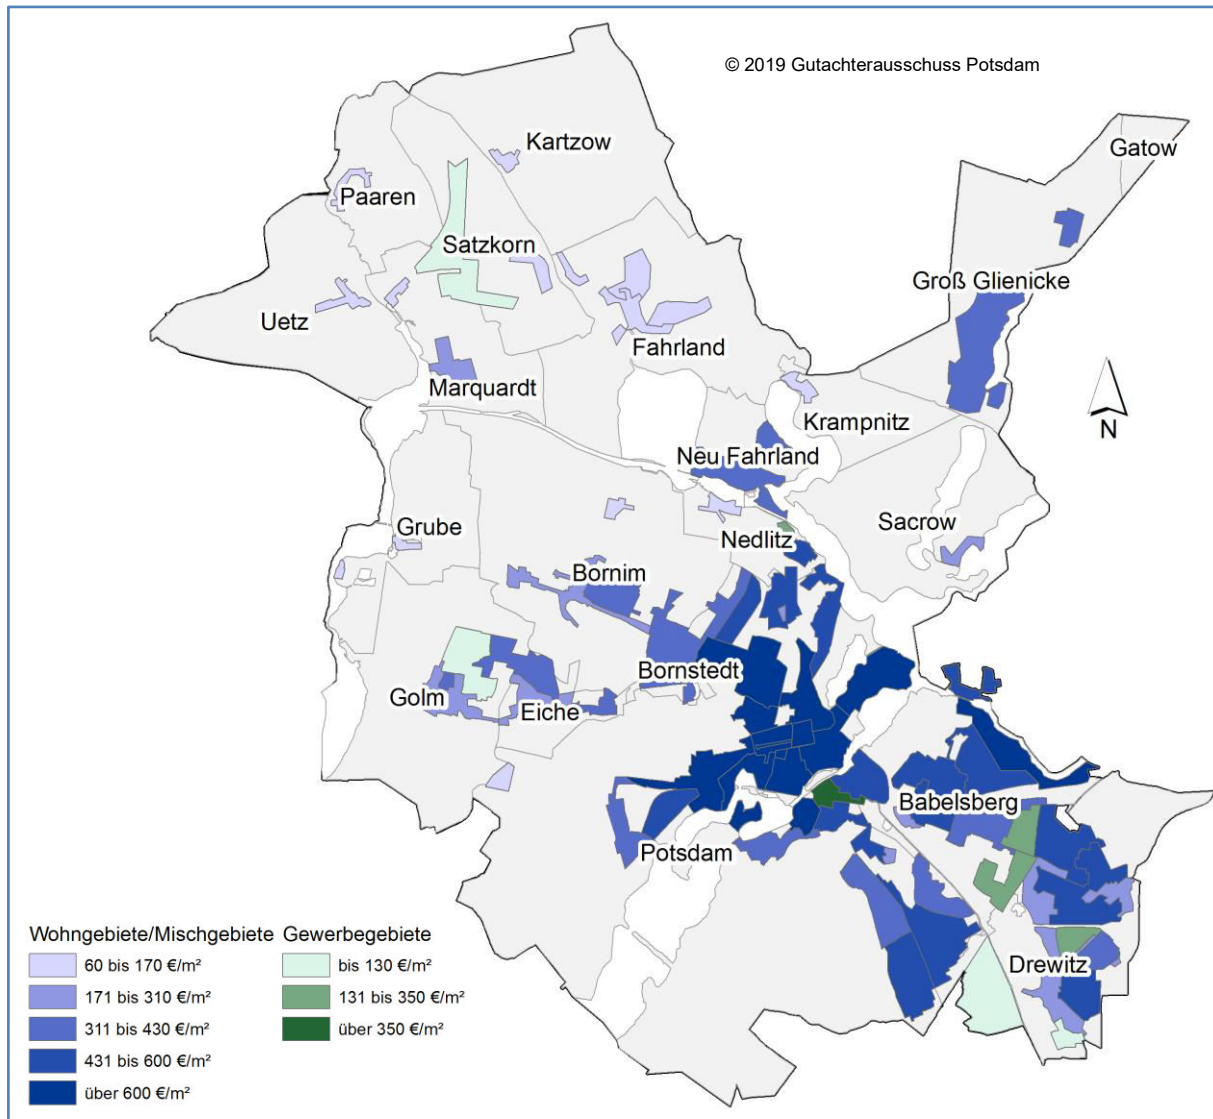 © 2019 Gutachterausschuss Potsdam
Kartzow
Gatow
Paaren
Satzkorn
Groß Glienicke
Uetz
Fahrland
Marquardt
Krampnitz
N
Neu Fahrland
Sacrow
Grube
Nedlitz
Bornim
Bornstedt
Golm
Eiche
Babelsberg
Potsdam
Drewitz
Wohngebiete/Mischgebiete
60 bis 170 €/m²
171 bis 310 €/m²
311 bis 430 €/m²
431 bis 600 €/m²
über 600 €/m²
Gewerbegebiete
bis 130 €/m²
131 bis 350 €/m²
über 350 €/m²